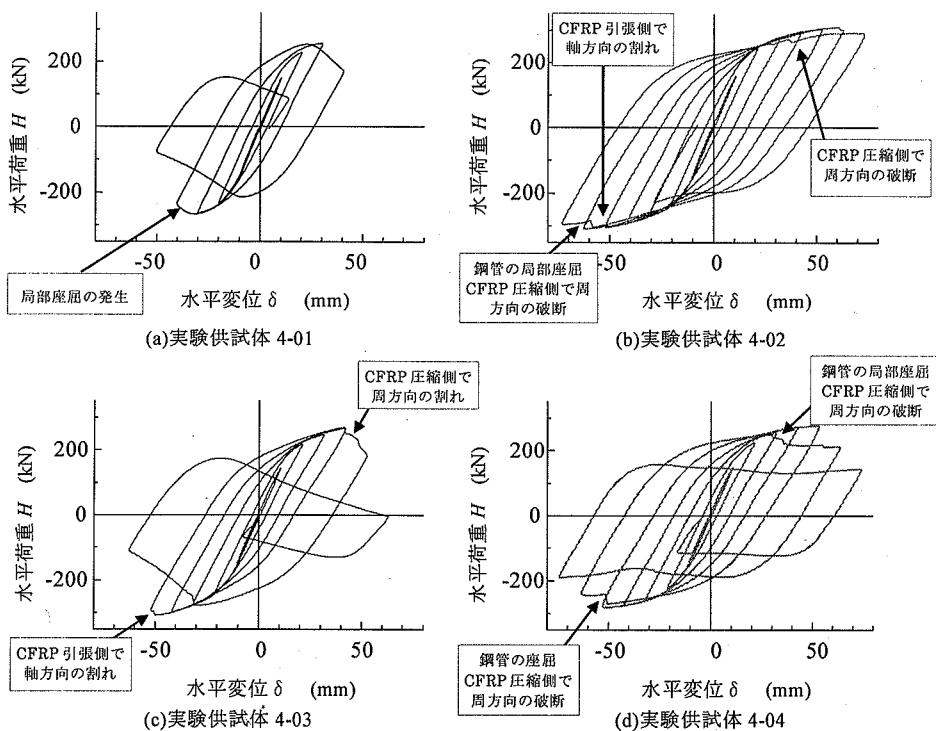 水平荷重 H (kN)
200
0
-200
-50
0
50
局部座屈の発生
水平変位 δ (mm)
(a)実験供試体 4-01
CFRP 引張側で
軸方向の割れ
水平荷重 H (kN)
200
0
-200
CFRP 圧縮側で
周方向の破断
-50
0
50
鋼管の局部座屈
CFRP 圧縮側で周
方向の破断
水平変位 δ (mm)
(b)実験供試体 4-02
CFRP 圧縮側で
周方向の割れ
水平荷重 H (kN)
200
0
-200
CFRP 引張側で
軸方向の割れ
-50
0
50
水平変位 δ (mm)
(c)実験供試体 4-03
鋼管の局部座屈
CFRP 圧縮側で
周方向の破断
水平荷重 H (kN)
200
0
-200
鋼管の座屈
CFRP 圧縮側で
周方向の破断
-50
0
50
水平変位 δ (mm)
(d)実験供試体 4-04